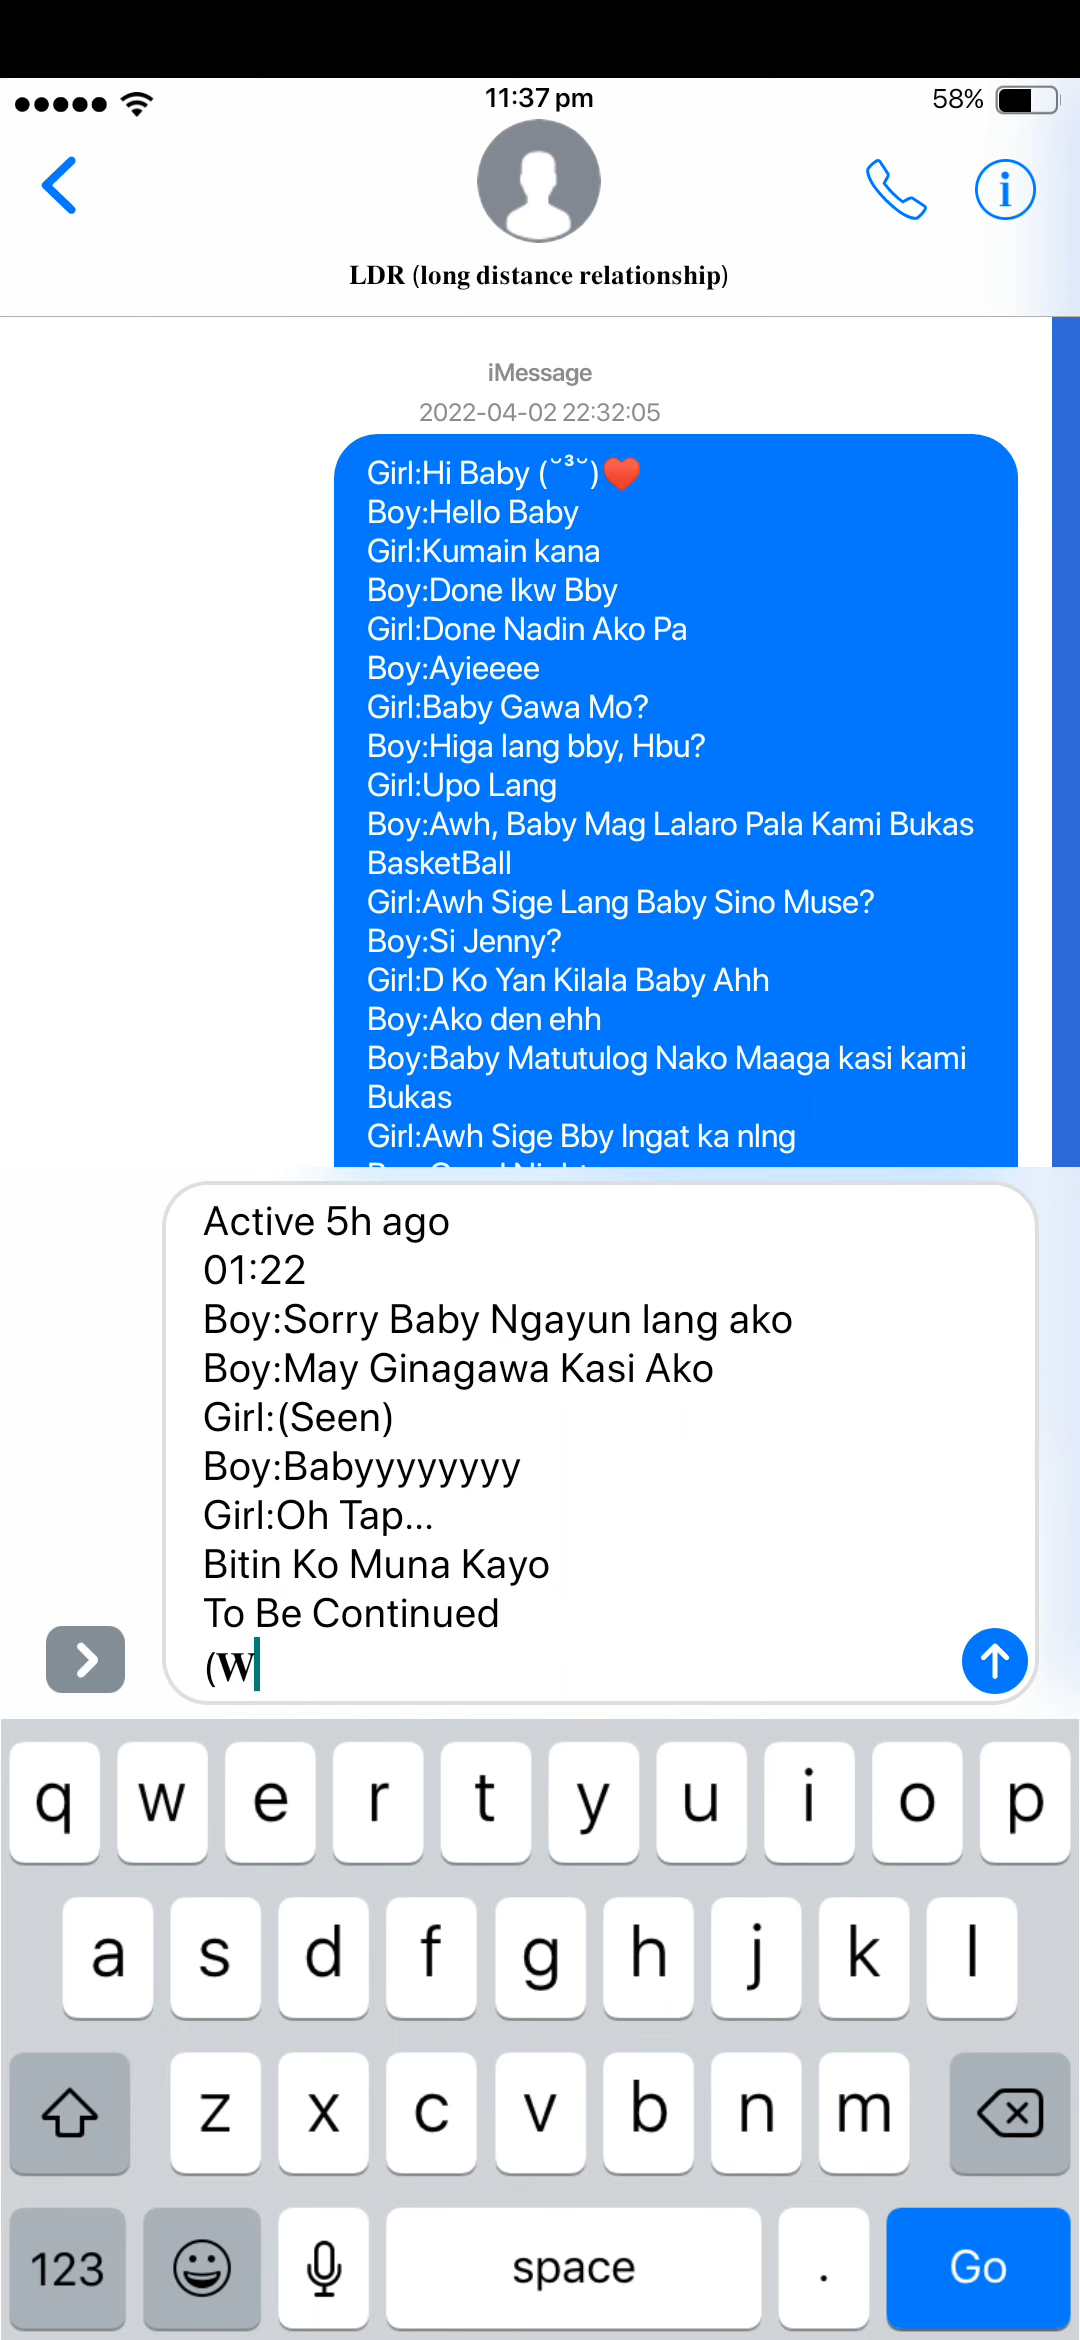 11:37 pm
58%
LDR (long distance relationship)
iMessage
2022-04-02 22:32:05
Girl:Hi Baby (˘³˘)♥️
Boy:Hello Baby
Girl:Kumain kana
Boy:Done Ikw Bby
Girl:Done Nadin Ako Pa
Boy:Ayieeee
Girl:Baby Gawa Mo?
Boy:Higa lang bby, Hbu?
Girl:Upo Lang
Boy:Awh, Baby Mag Lalaro Pala Kami Bukas
BasketBall
Girl:Awh Sige Lang Baby Sino Muse?
Boy:Si Jenny?
Girl:D Ko Yan Kilala Baby Ahh
Boy:Ako den ehh
Boy:Baby Matutulog Nako Maaga kasi kami
Bukas
Girl:Awh Sige Bby Ingat ka nlng
Active 5h ago
01:22
Boy:Sorry Baby Ngayun lang ako
Boy:May Ginagawa Kasi Ako
Girl:(Seen)
Boy:Babyyyyyyyy
Girl:Oh Tap...
Bitin Ko Muna Kayo
To Be Continued
(W
q w e r t y u i o p
a s d f g h j k l
z x c v b n m
123 space . Go